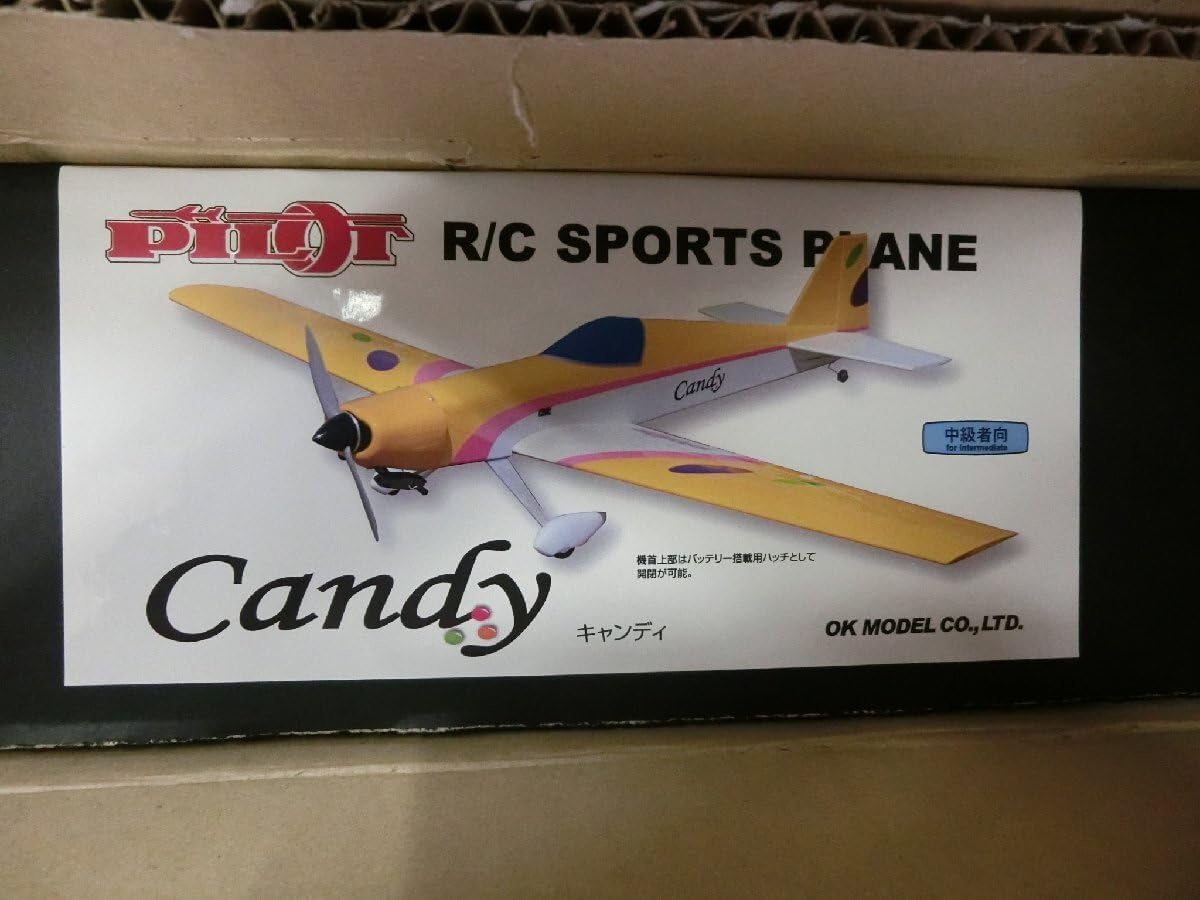 PILOT R/C SPORTS PLANE
Candy
中級者向
for intermediate
機首上部はバッテリー搭載用ハッチとして
開閉が可能。
Candy
キャンディ
OK MODEL CO.,LTD.